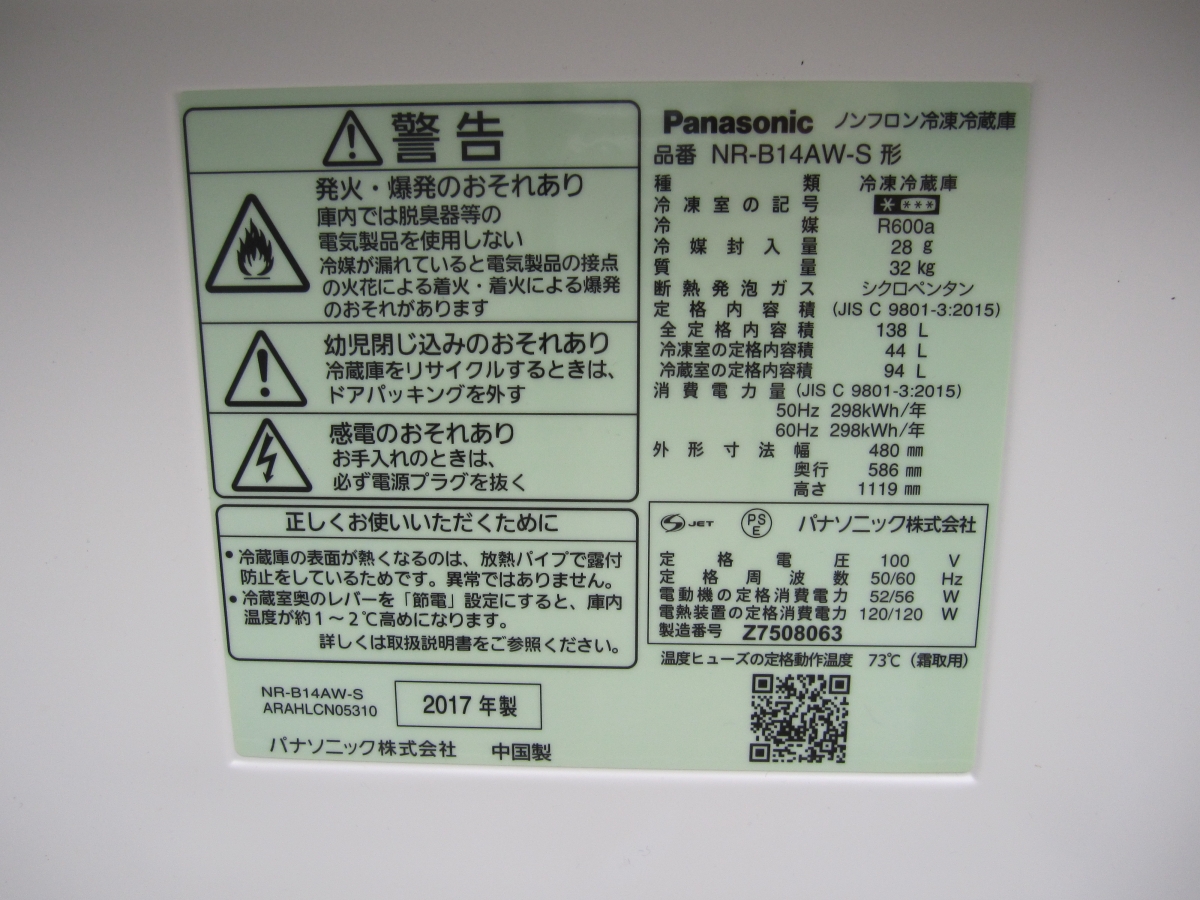 警告
発火・爆発のおそれあり
庫内では脱臭器等の
電気製品を使用しない
冷媒が漏れていると電気製品の接点
の火花による着火・着火による爆発
のおそれがあります
幼児閉じ込みのおそれあり
冷蔵庫をリサイクルするときは、
ドアパッキングを外す
感電のおそれあり
お手入れのときは、
必ず電源プラグを抜く
正しくお使いいただくために
• 冷蔵庫の表面が熱くなるのは、放熱パイプで露付
防止をしているためです。異常ではありません。
• 冷蔵室奥のレバーを「節電」設定にすると、庫内
温度が約1～2℃高めになります。
詳しくは取扱説明書をご参照ください。
NR-B14AW-S
ARAHLCN05310
2017 年製
パナソニック株式会社 中国製
Panasonic ノンフロン冷凍冷蔵庫
品番 NR-B14AW-S 形
種類 冷凍冷蔵庫
冷凍室の記号 * ***
冷媒 R600a
冷媒封入量 28 g
質量 32 kg
断熱発泡ガス シクロペンタン
定格内容積 (JIS C 9801-3:2015)
全定格内容積 138 L
冷凍室の定格内容積 44 L
冷蔵室の定格内容積 94 L
消費電力量 (JIS C 9801-3:2015)
50Hz 298kWh/年
60Hz 298kWh/年
外形寸法 幅 480 mm
奥行 586 mm
高さ 1119 mm
S JET PS E パナソニック株式会社
定格電圧 100 V
定格周波数 50/60 Hz
電動機の定格消費電力 52/56 W
電熱装置の定格消費電力 120/120 W
製造番号 Z7508063
温度ヒューズの定格動作温度 73℃(霜取用)